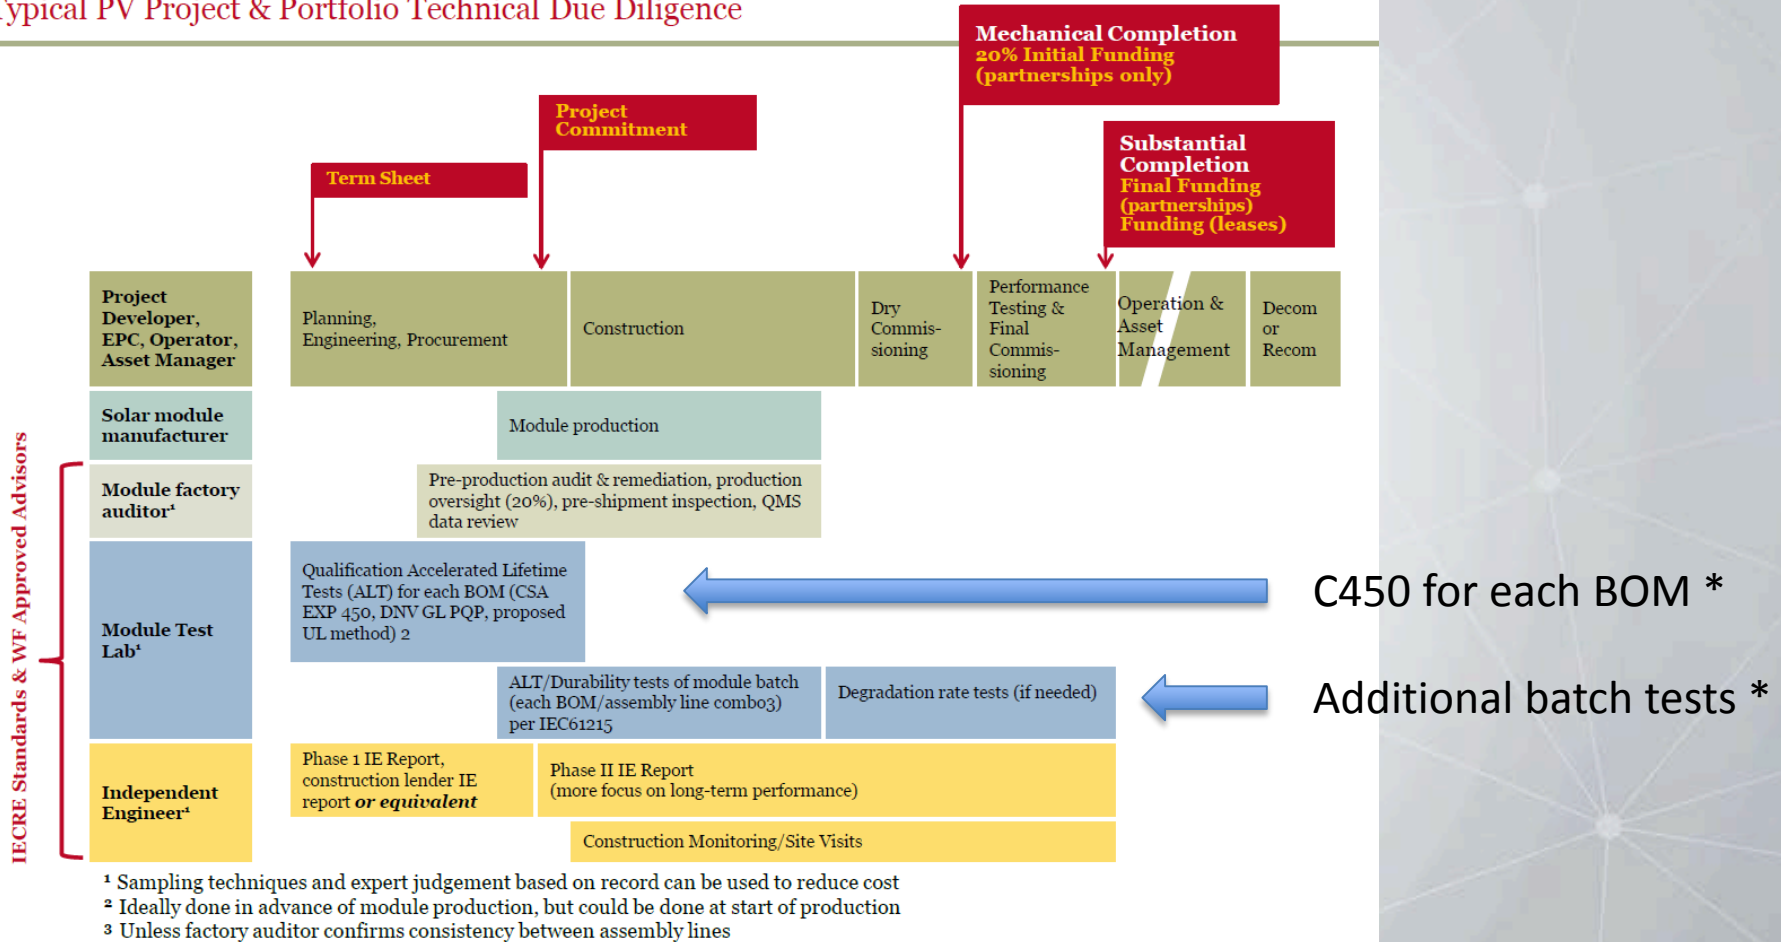 Typical PV Project & Portfolio Technical Due Diligence
Mechanical Completion
20% Initial Funding
(partnerships only)
Project
Commitment
Substantial
Completion
Final Funding
(partnerships)
Funding (leases)
Term Sheet
Project
Developer,
EPC, Operator,
Asset Manager
Planning,
Engineering, Procurement
Construction
Dry
Commis-
sioning
Performance
Testing &
Final
Commis-
sioning
Operation &
Asset
Management
Decom
or
Recom
Solar module
manufacturer
Module production
IECRE Standards & WF Approved Advisors
Module factory
auditor¹
Pre-production audit & remediation, production
oversight (20%), pre-shipment inspection, QMS
data review
Module Test
Lab¹
Qualification Accelerated Lifetime
Tests (ALT) for each BOM (CSA
EXP 450, DNV GL PQP, proposed
UL method) 2
C450 for each BOM *
ALT/Durability tests of module batch
(each BOM/assembly line combo3)
per IEC61215
Degradation rate tests (if needed)
Additional batch tests *
Independent
Engineer¹
Phase 1 IE Report,
construction lender IE
report or equivalent
Phase II IE Report
(more focus on long-term performance)
Construction Monitoring/Site Visits
¹ Sampling techniques and expert judgement based on record can be used to reduce cost
² Ideally done in advance of module production, but could be done at start of production
³ Unless factory auditor confirms consistency between assembly lines